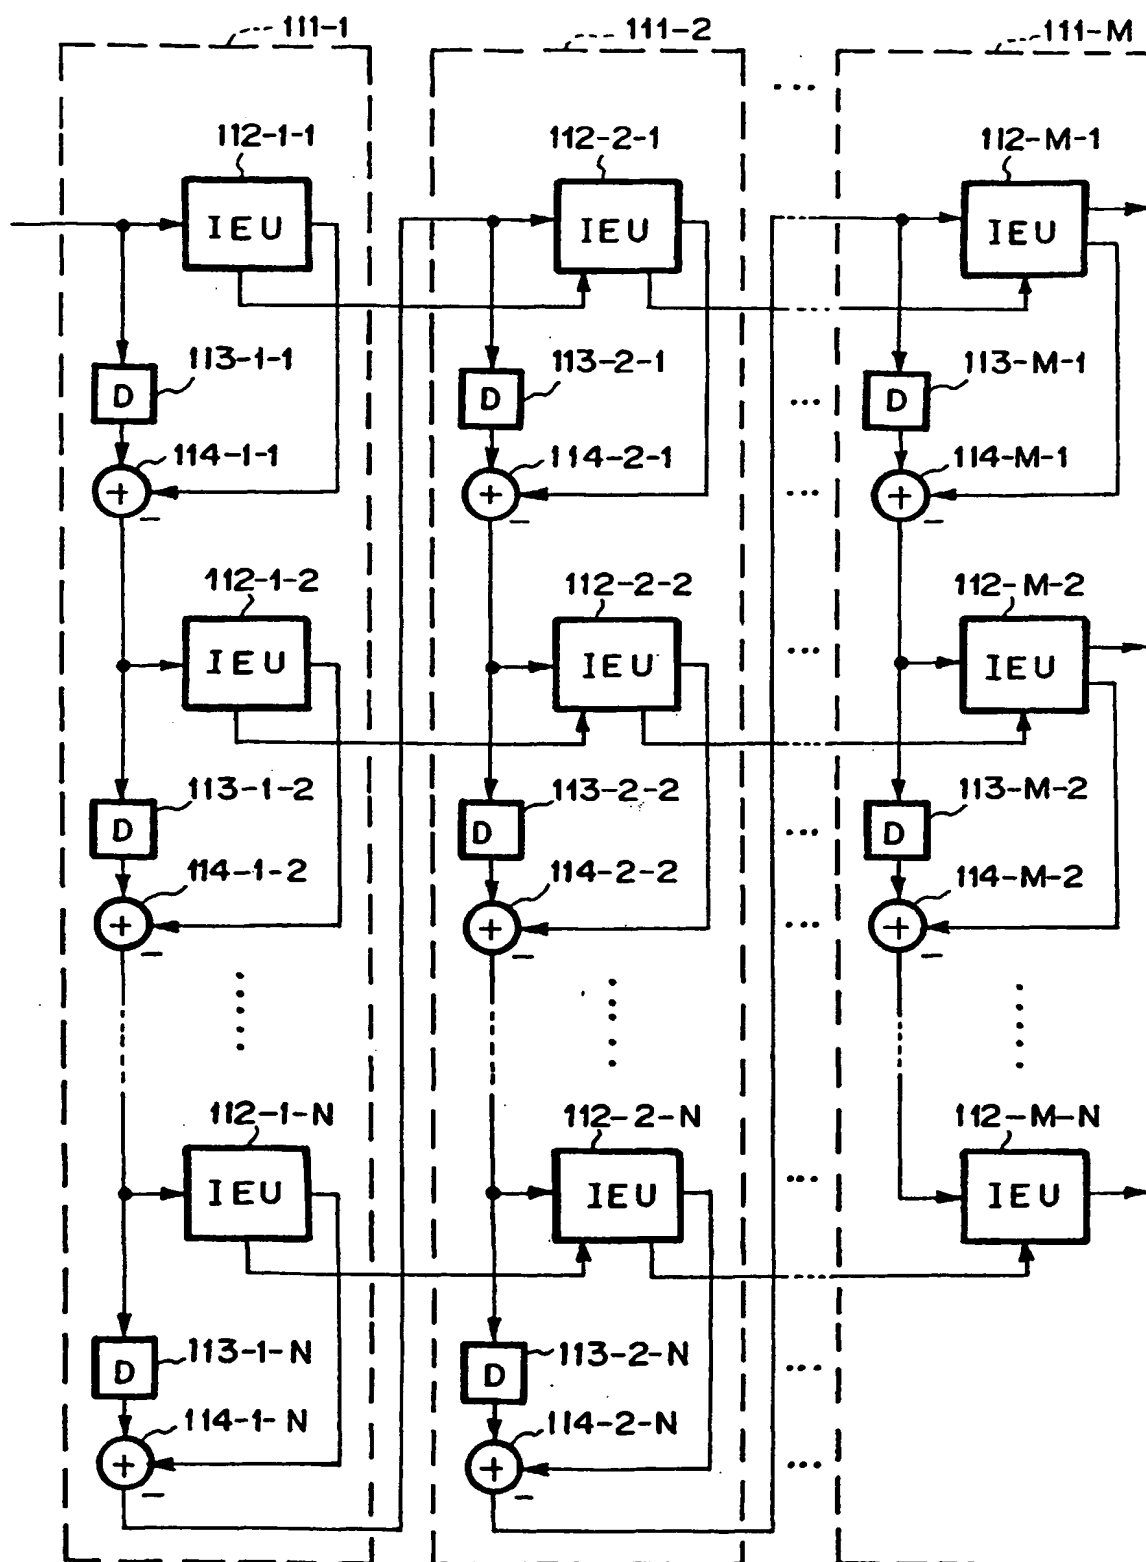 111-1 111-2 111-M
...
112-1-1 112-2-1 112-M-1
IEU IEU IEU
...
113-1-1 113-2-1 113-M-1
D D ... D
114-1-1 114-2-1 114-M-1
+ + ... +
− − −
112-1-2 112-2-2 112-M-2
IEU IEU ... IEU
...
113-1-2 113-2-2 113-M-2
D D ... D
114-1-2 114-2-2 114-M-2
+ + ... +
− − −
112-1-N 112-2-N 112-M-N
IEU IEU ... IEU
...
113-1-N 113-2-N
D D ...
114-1-N 114-2-N
+ + ...
− −